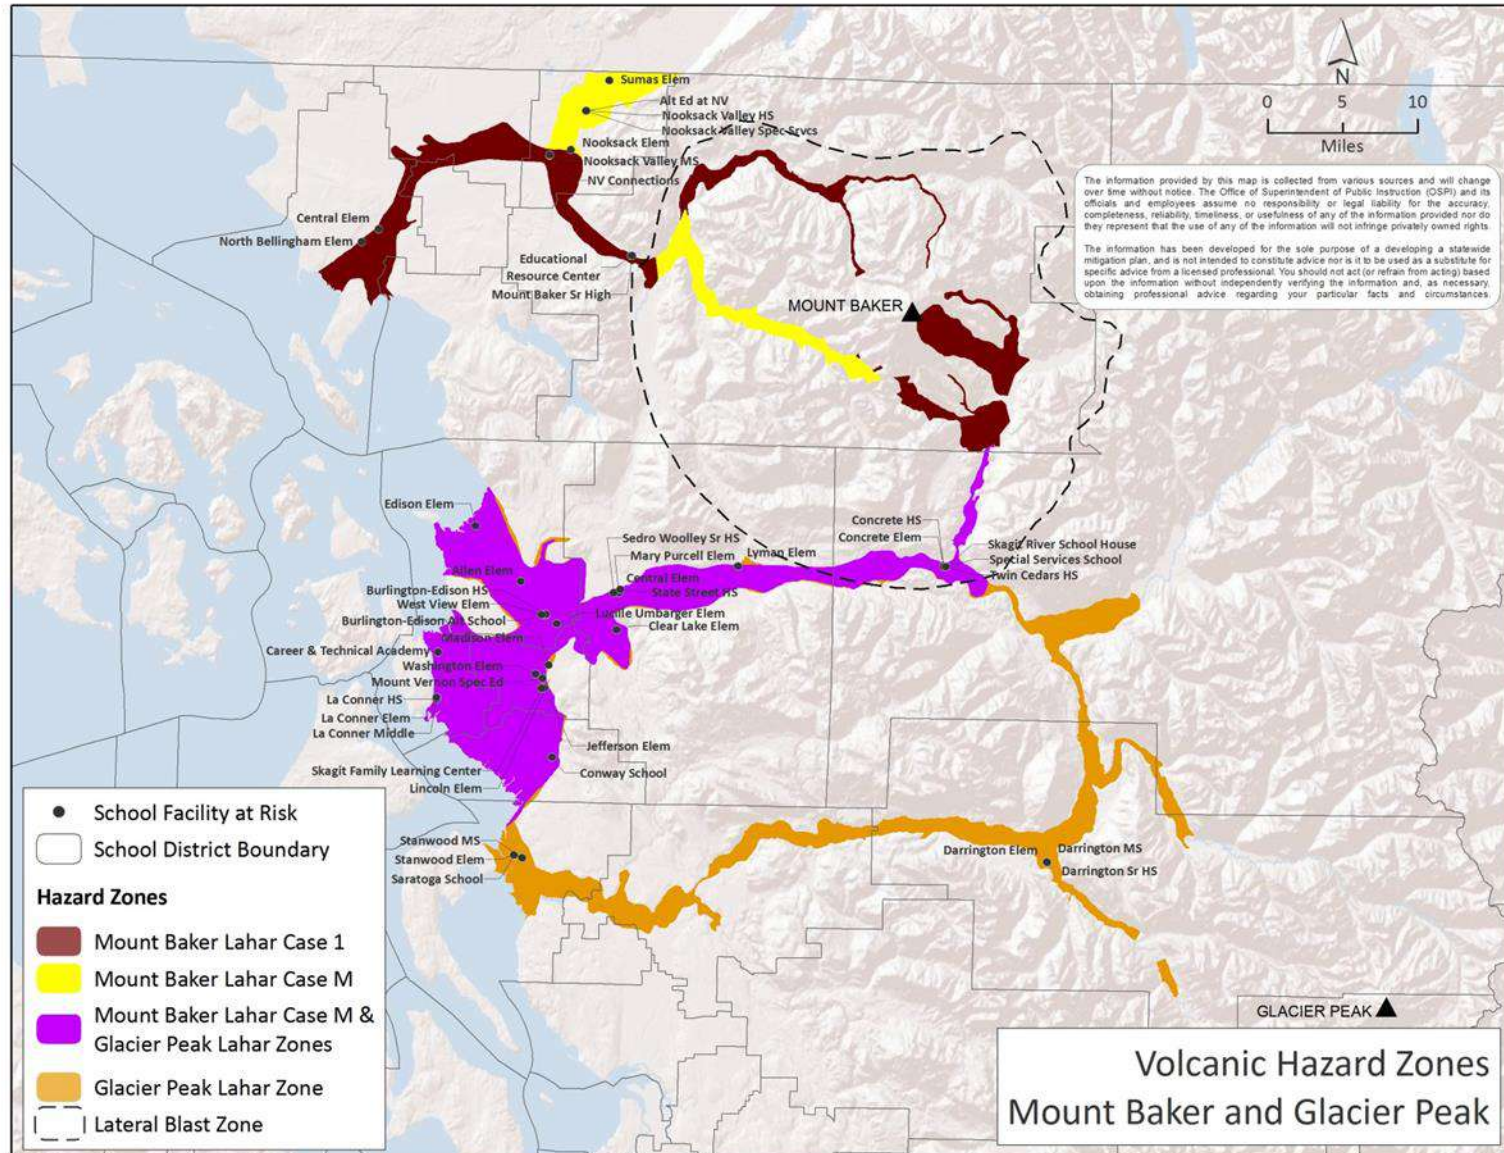 Sumas Elem
Alt Ed at NV
Nooksack Valley HS
Nooksack Valley Spec Srvcs
Nooksack Elem
Nooksack Valley MS
NV Connections
Central Elem
North Bellingham Elem
Educational
Resource Center
Mount Baker Sr High
MOUNT BAKER
N
0 5 10
Miles
The information provided by this map is collected from various sources and will change
over time without notice. The Office of Superintendent of Public Instruction (OSPI) and its
officials and employees assume no responsibility or legal liability for the accuracy,
completeness, reliability, timeliness, or usefulness of any of the information provided nor do
they represent that the use of any of the information will not infringe privately owned rights.
The information has been developed for the sole purpose of a developing a statewide
mitigation plan, and is not intended to constitute advice nor is it to be used as a substitute for
specific advice from a licensed professional. You should not act (or refrain from acting) based
upon the information without independently verifying the information and, as necessary,
obtaining professional advice regarding your particular facts and circumstances.
Edison Elem
Allen Elem
Burlington-Edison HS
West View Elem
Burlington-Edison Alt School
Madison Elem
Career & Technical Academy
Washington Elem
Mount Vernon Spec Ed
La Conner HS
La Conner Elem
La Conner Middle
Skagit Family Learning Center
Lincoln Elem
Sedro Woolley Sr HS
Mary Purcell Elem
Lyman Elem
Central Elem
State Street HS
Lucille Umbarger Elem
Clear Lake Elem
Jefferson Elem
Conway School
Concrete HS
Concrete Elem
Skagit River School House
Special Services School
Twin Cedars HS
Stanwood MS
Stanwood Elem
Saratoga School
Darrington Elem
Darrington MS
Darrington Sr HS
GLACIER PEAK
School Facility at Risk
School District Boundary
Hazard Zones
Mount Baker Lahar Case 1
Mount Baker Lahar Case M
Mount Baker Lahar Case M &
Glacier Peak Lahar Zones
Glacier Peak Lahar Zone
Lateral Blast Zone
Volcanic Hazard Zones
Mount Baker and Glacier Peak